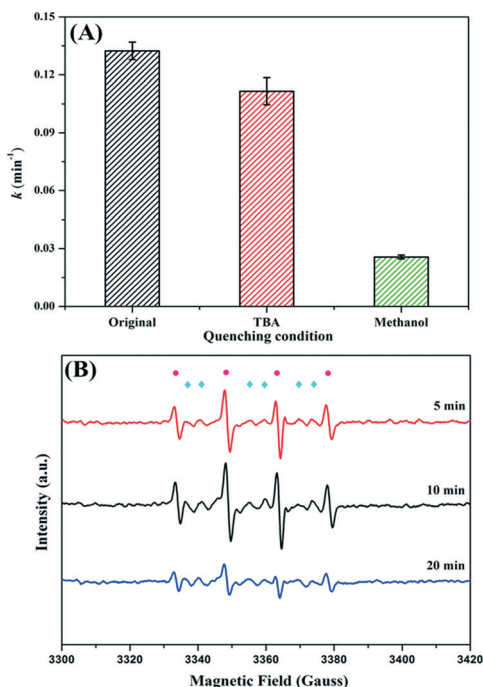 (A)
0.15
0.12
0.09
0.06
0.03
0.00
k (min⁻¹)
Original
TBA
Methanol
Quenching condition
(B)
5 min
10 min
20 min
Intensity (a.u.)
3300
3320
3340
3360
3380
3400
3420
Magnetic Field (Gauss)